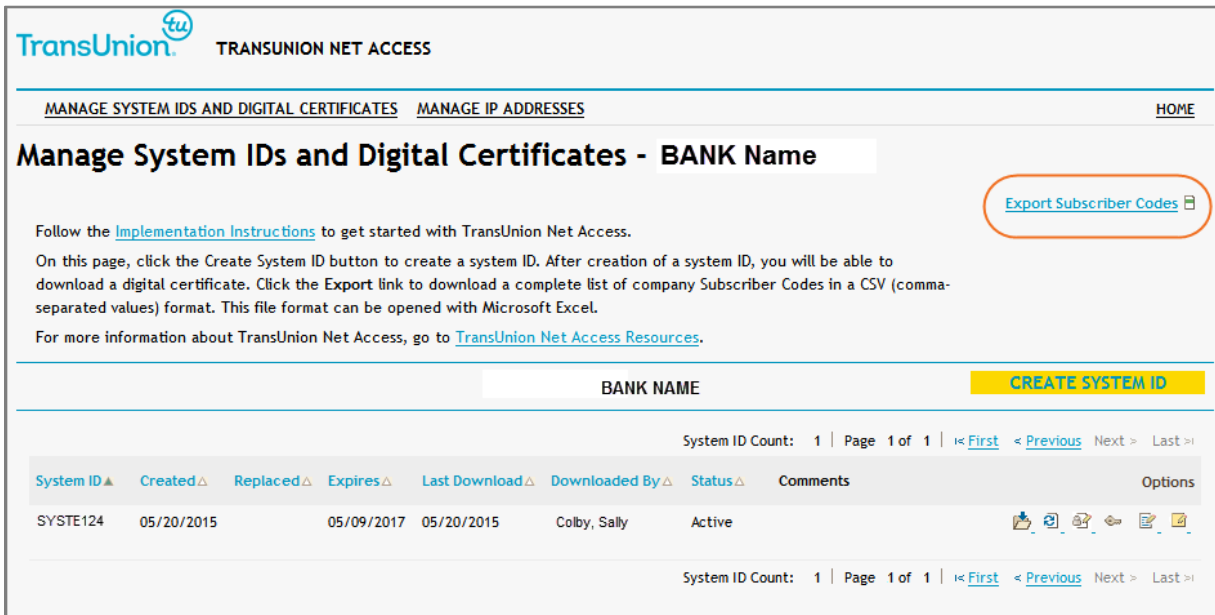 TransUnion. tu TRANSUNION NET ACCESS
MANAGE SYSTEM IDS AND DIGITAL CERTIFICATES MANAGE IP ADDRESSES HOME
Manage System IDs and Digital Certificates - BANK Name
Export Subscriber Codes
Follow the Implementation Instructions to get started with TransUnion Net Access.
On this page, click the Create System ID button to create a system ID. After creation of a system ID, you will be able to
download a digital certificate. Click the Export link to download a complete list of company Subscriber Codes in a CSV (comma-
separated values) format. This file format can be opened with Microsoft Excel.
For more information about TransUnion Net Access, go to TransUnion Net Access Resources.
BANK NAME CREATE SYSTEM ID
System ID Count: 1 | Page 1 of 1 | First < Previous Next > Last
System ID Created Replaced Expires Last Download Downloaded By Status Comments Options
SYSTE124 05/20/2015 05/09/2017 05/20/2015 Colby, Sally Active
System ID Count: 1 | Page 1 of 1 | First < Previous Next > Last